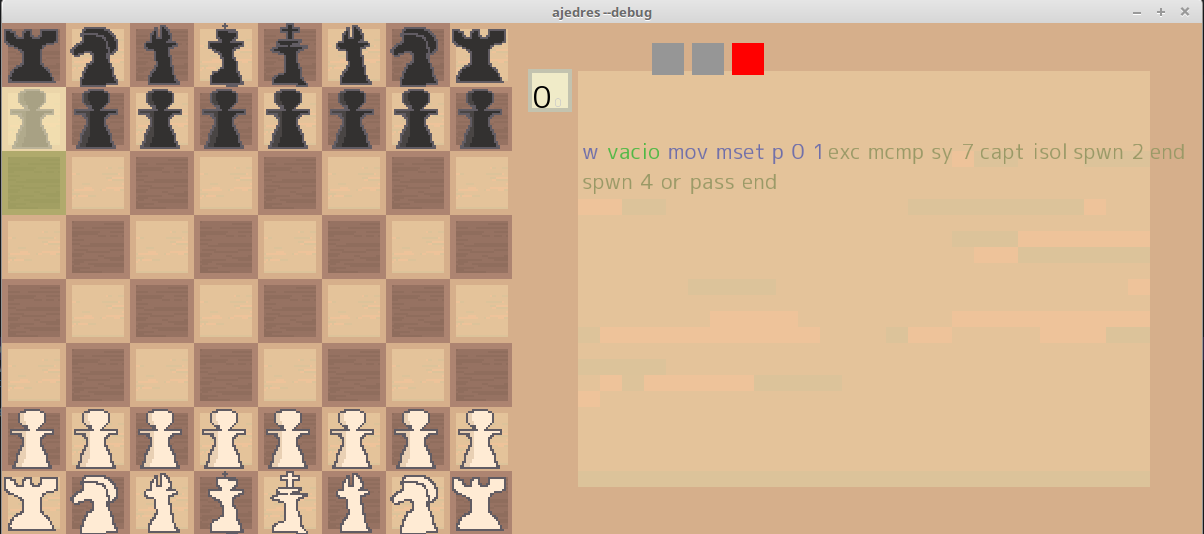 ajedres --debug
0
w vacio mov mset p 0 1 exc mcmp sy 7 capt isol spwn 2 end
spwn 4 or pass end